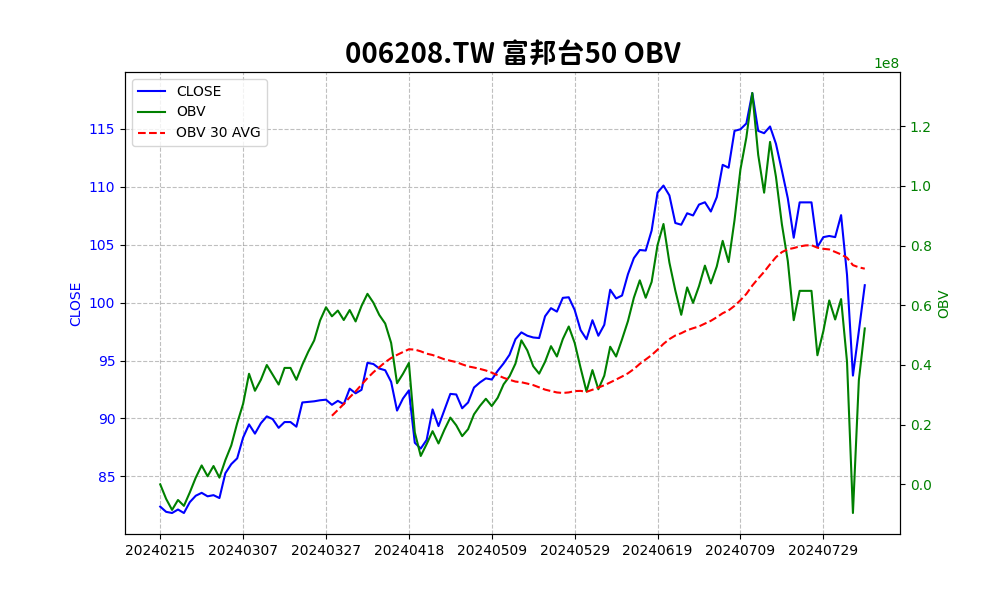 006208.TW 富邦台50 OBV
1e8
CLOSE
OBV
OBV 30 AVG
115
110
105
100
95
90
85
CLOSE
1.2
1.0
0.8
0.6
0.4
0.2
0.0
OBV
20240215 20240307 20240327 20240418 20240509 20240529 20240619 20240709 20240729